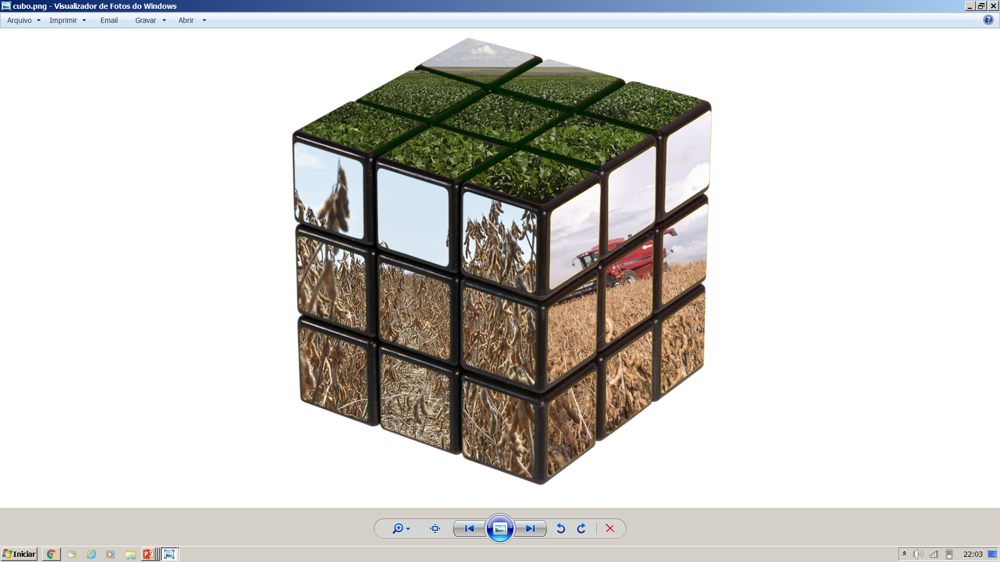 cubo.png - Visualizador de Fotos do Windows
Arquivo Imprimir Email Gravar Abrir
Iniciar 22:03